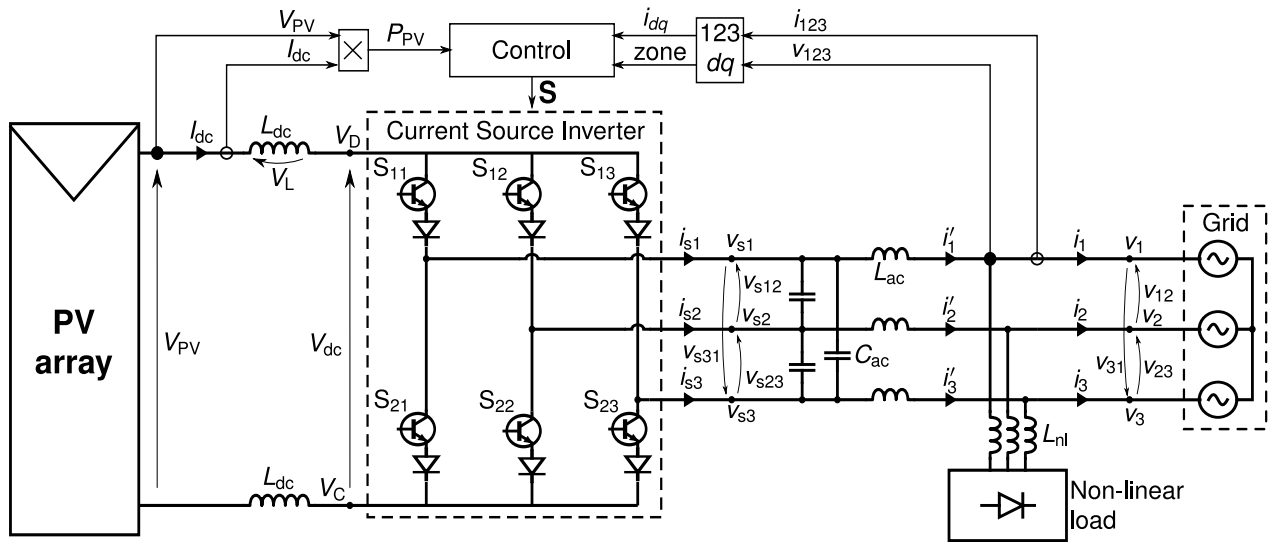 V_PV
I_dc
×
P_PV
Control
i_dq
zone
123
dq
i_123
v_123
S
PV
array
I_dc
L_dc
V_L
V_D
V_PV
V_dc
L_dc
V_C
Current Source Inverter
S_11
S_12
S_13
S_21
S_22
S_23
i_s1
i_s2
i_s3
v_s1
v_s12
v_s2
v_s31
v_s23
v_s3
C_ac
L_ac
i′_1
i′_2
i′_3
i_1
i_2
i_3
v_1
v_12
v_2
v_31
v_23
v_3
Grid
L_nl
Non-linear
load